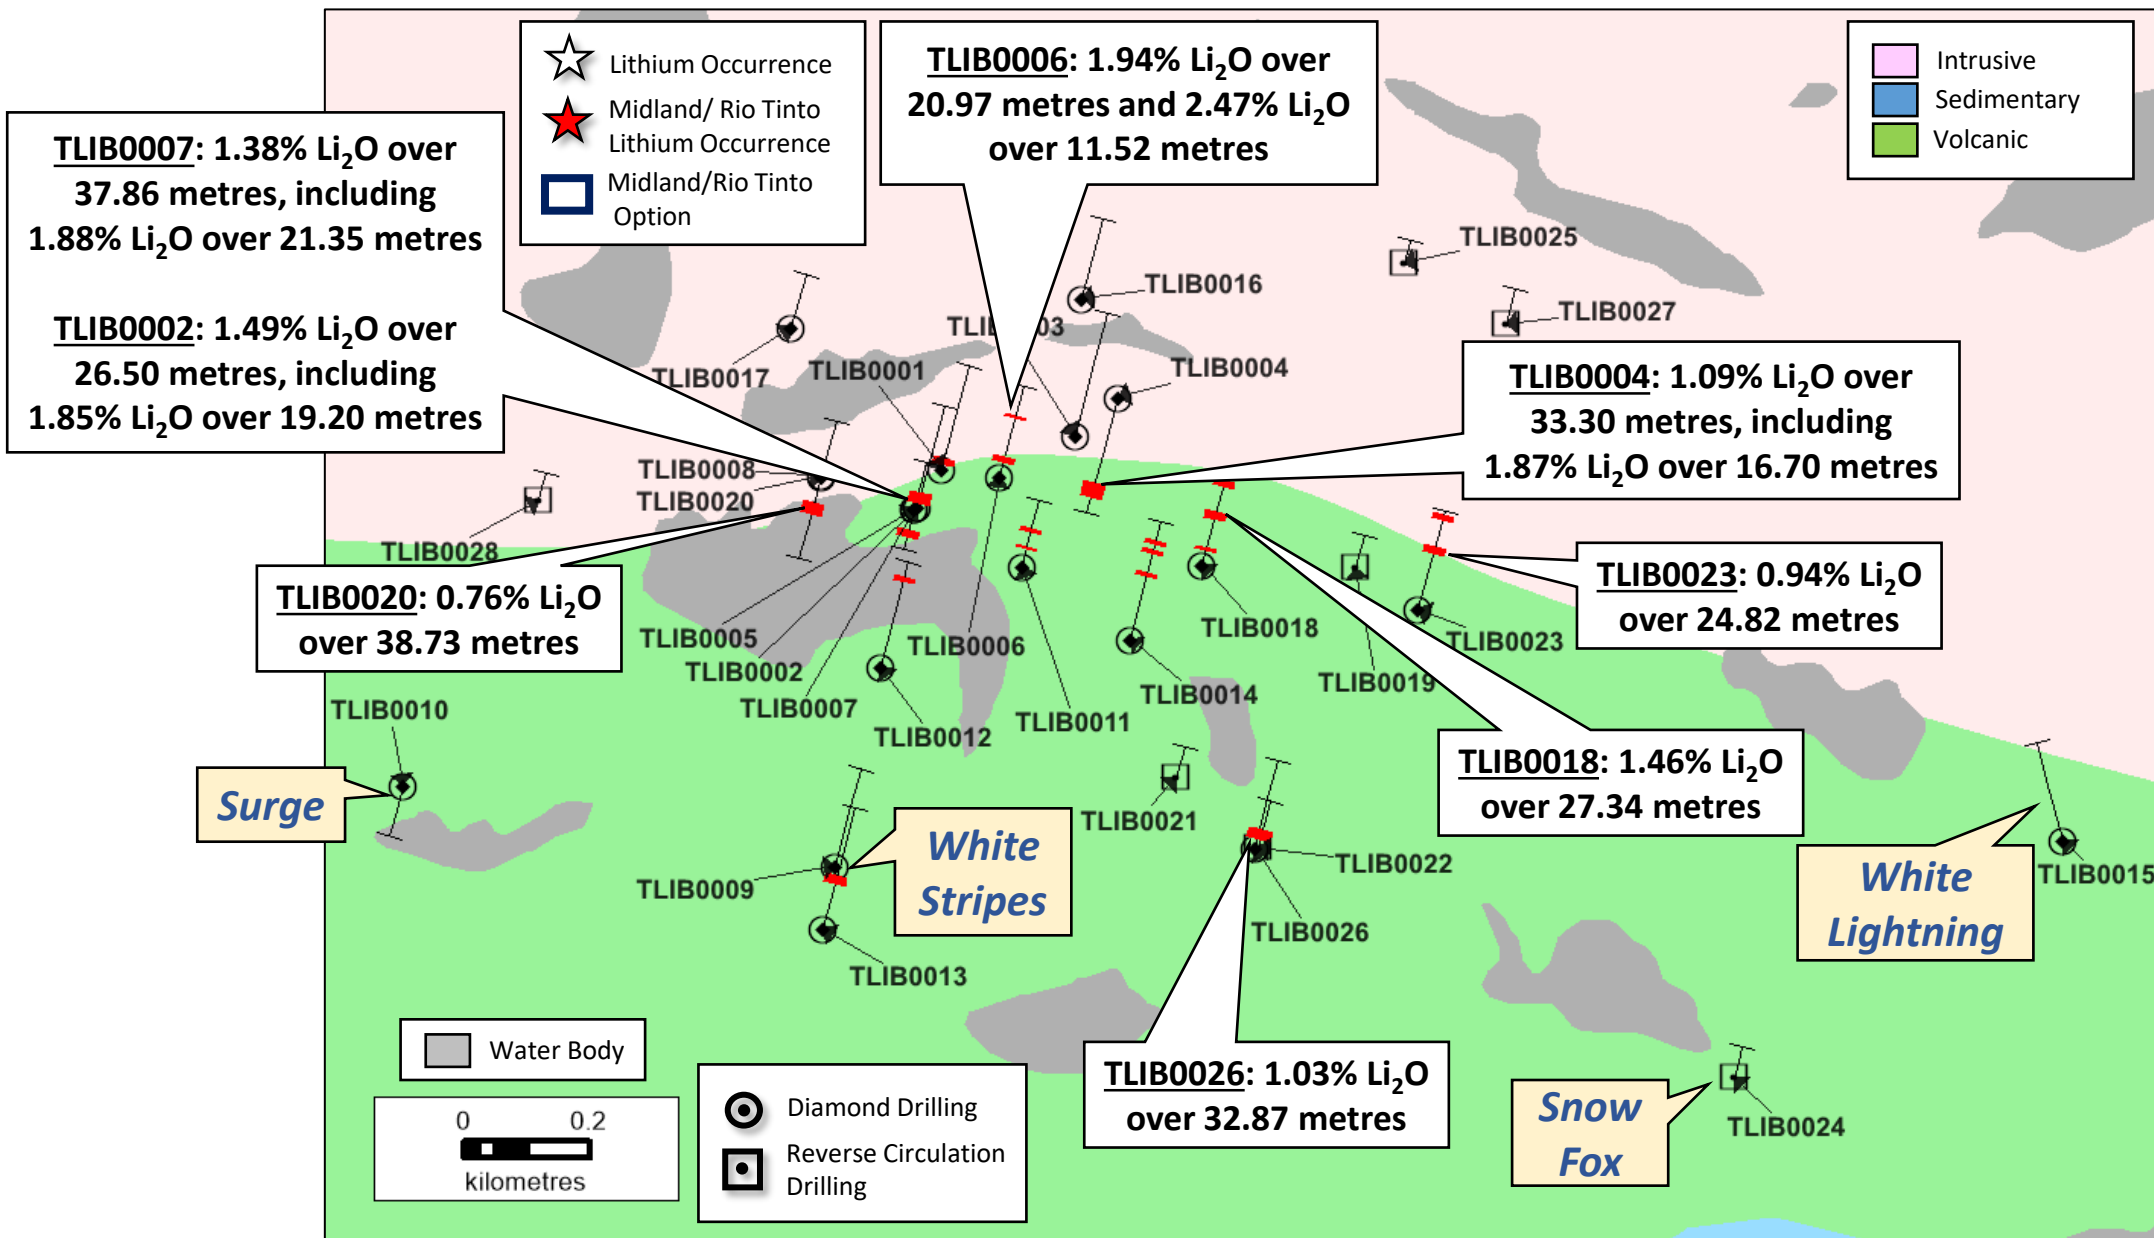 Lithium Occurrence
Midland/ Rio Tinto
Lithium Occurrence
Midland/Rio Tinto
Option
TLIB0006: 1.94% Li₂O over
20.97 metres and 2.47% Li₂O
over 11.52 metres
Intrusive
Sedimentary
Volcanic
TLIB0007: 1.38% Li₂O over
37.86 metres, including
1.88% Li₂O over 21.35 metres
TLIB0002: 1.49% Li₂O over
26.50 metres, including
1.85% Li₂O over 19.20 metres
TLIB0025
TLIB0016
TLIB0027
TLIB0017
TLIB0001
TLIB0004
TLIB0004: 1.09% Li₂O over
33.30 metres, including
1.87% Li₂O over 16.70 metres
TLIB0008
TLIB0020
TLIB0028
TLIB0020: 0.76% Li₂O
over 38.73 metres
TLIB0023: 0.94% Li₂O
over 24.82 metres
TLIB0005
TLIB0002
TLIB0007
TLIB0006
TLIB0012
TLIB0011
TLIB0014
TLIB0018
TLIB0019
TLIB0023
TLIB0010
Surge
TLIB0018: 1.46% Li₂O
over 27.34 metres
TLIB0021
White
Stripes
TLIB0009
TLIB0013
TLIB0022
TLIB0026
White
Lightning
TLIB0015
Water Body
0 0.2
kilometres
Diamond Drilling
Reverse Circulation
Drilling
TLIB0026: 1.03% Li₂O
over 32.87 metres
Snow
Fox
TLIB0024